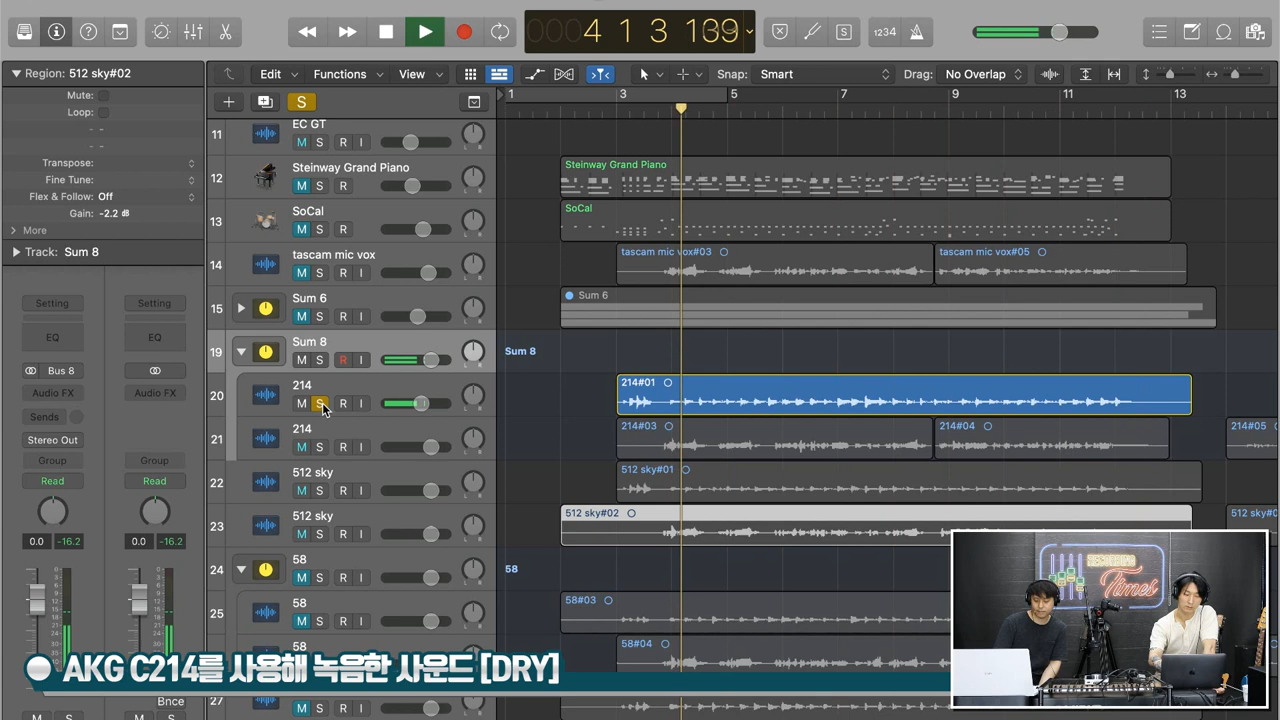 4 1 3 139
1234
Region: 512 sky#02
Mute:
Loop:
Transpose:
Fine Tune:
Flex & Follow: Off
Gain: -2.2 dB
More
Track: Sum 8
Setting
Setting
EQ
EQ
Bus 8
Audio FX
Audio FX
Sends
Stereo Out
Group
Group
Read
Read
0.0 -16.2
0.0 -16.2
Bnce
M S
M S
Edit
Functions
View
Snap: Smart
Drag: No Overlap
S
1 3 5 7 9 11 13
11 EC GT
M S R I
12 Steinway Grand Piano
M S R
13 SoCal
M S R
14 tascam mic vox
M S R I
15 Sum 6
M S R I
19 Sum 8
M S R I
20 214
M S R I
21 214
M S R I
22 512 sky
M S R I
23 512 sky
M S R I
24 58
M S R I
25 58
M S R I
58
27
M S R I
Steinway Grand Piano
SoCal
tascam mic vox#03
tascam mic vox#05
Sum 6
Sum 8
214#01
214#03
214#04
214#05
512 sky#01
512 sky#02
512 sky#0
58
58#03
58#04
Times
AKG C214를 사용해 녹음한 사운드 [DRY]